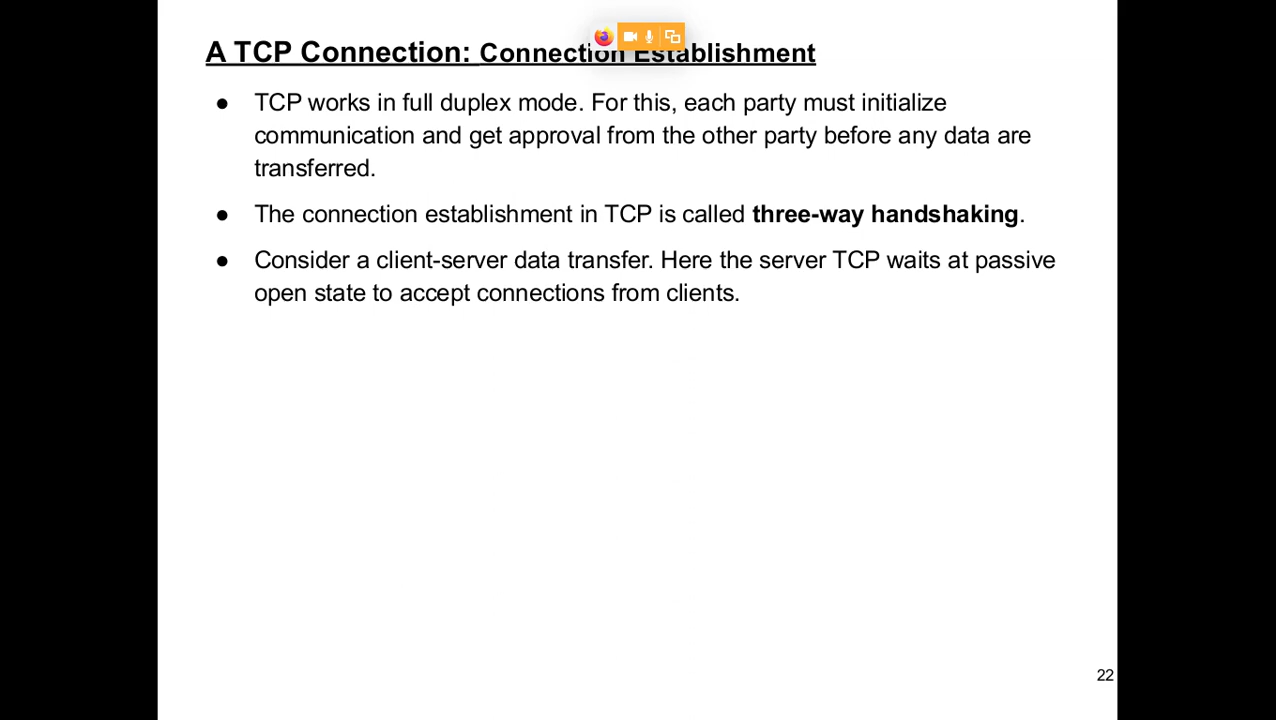 A TCP Connection: Connection Establishment
● TCP works in full duplex mode. For this, each party must initialize
communication and get approval from the other party before any data are
transferred.
● The connection establishment in TCP is called three-way handshaking.
● Consider a client-server data transfer. Here the server TCP waits at passive
open state to accept connections from clients.
22